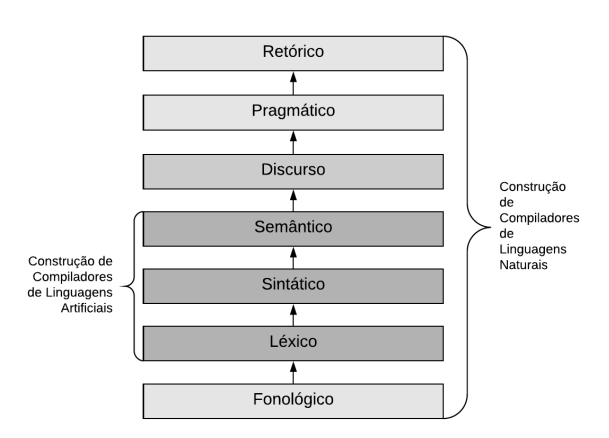 Retórico
Pragmático
Discurso
Semântico
Sintático
Léxico
Fonológico
Construção de
Compiladores
de Linguagens
Artificiais
Construção
de
Compiladores
de
Linguagens
Naturais